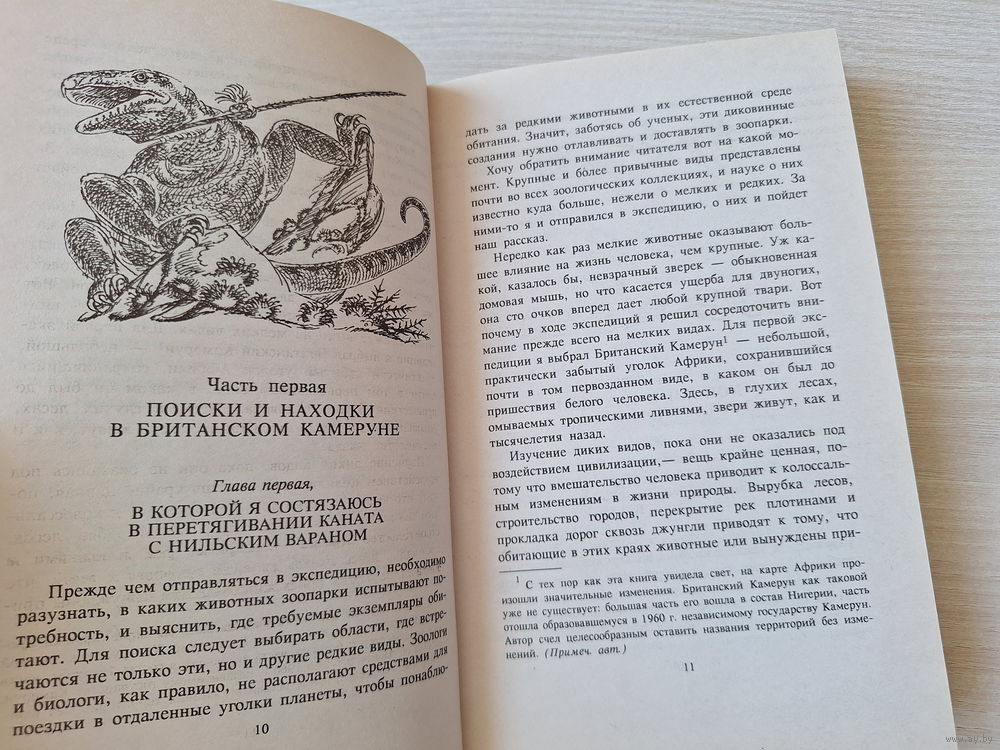 Часть первая
ПОИСКИ И НАХОДКИ
В БРИТАНСКОМ КАМЕРУНЕ
Глава первая,
В КОТОРОЙ Я СОСТЯЗАЮСЬ
В ПЕРЕТЯГИВАНИИ КАНАТА
С НИЛЬСКИМ ВАРАНОМ
Прежде чем отправляться в экспедицию, необходимо
разузнать, в каких животных зоопарки испытывают по-
требность, и выяснить, где требуемые экземпляры оби-
тают. Для поиска следует выбирать области, где встре-
чаются не только эти, но и другие редкие виды. Зоологи
и биологи, как правило, не располагают средствами для
поездки в отдаленные уголки планеты, чтобы понаблю-
10
дать за редкими животными в их естественной среде
обитания. Значит, заботясь об ученых, эти диковинные
создания нужно отлавливать и доставлять в зоопарки.
Хочу обратить внимание читателя вот на какой мо-
мент. Крупные и более привычные виды представлены
почти во всех зоологических коллекциях, и науке о них
известно куда больше, нежели о мелких и редких. За
ними-то я и отправился в экспедицию, о них и пойдет
наш рассказ.
Нередко как раз мелкие животные оказывают боль-
шее влияние на жизнь человека, чем крупные. Уж ка-
кой, казалось бы, невзрачный зверек — обыкновенная
домовая мышь, но что касается ущерба для двуногих,
она сто очков вперед дает любой крупной твари. Вот
почему в ходе экспедиций я решил сосредоточить вни-
мание прежде всего на мелких видах. Для первой экс-
педиции я выбрал Британский Камерун¹ — небольшой,
практически забытый уголок Африки, сохранившийся
почти в том первозданном виде, в каком он был до
пришествия белого человека. Здесь, в глухих лесах,
омываемых тропическими ливнями, звери живут, как и
тысячелетия назад.
Изучение диких видов, пока они не оказались под
воздействием цивилизации,— вещь крайне ценная, по-
тому что вмешательство человека приводит к колоссаль-
ным изменениям в жизни природы. Вырубка лесов,
строительство городов, перекрытие рек плотинами и
прокладка дорог сквозь джунгли приводят к тому, что
обитающие в этих краях животные или вынуждены при-
¹ С тех пор как эта книга увидела свет, на карте Африки про-
изошли значительные изменения. Британский Камерун как таковой
уже не существует: большая часть его вошла в состав Нигерии, часть
отошла образовавшемуся в 1960 г. независимому государству Камерун.
Автор счел целесообразным оставить названия территорий без изме-
нений. (Примеч. авт.)
11
www.ay.by